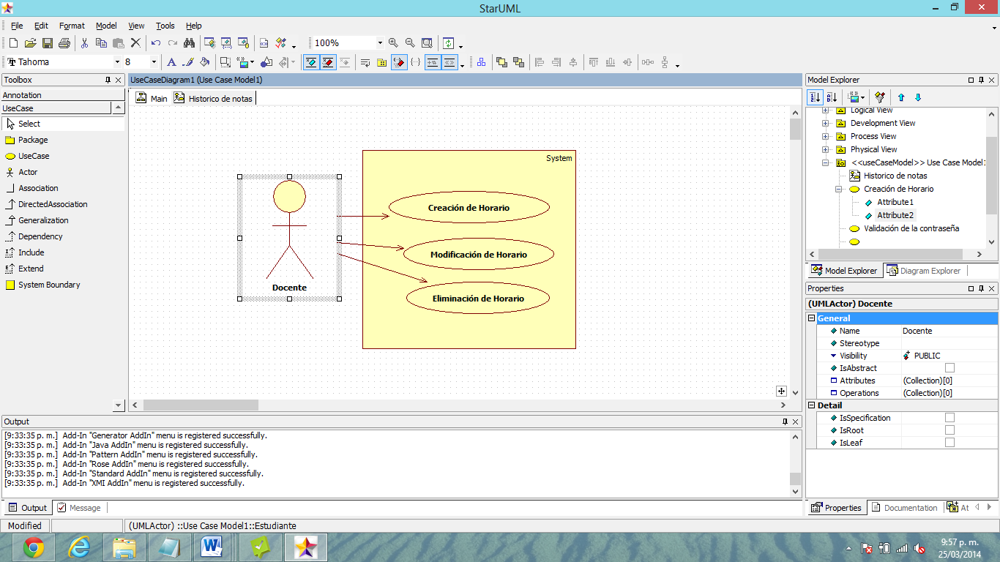 StarUML
File Edit Format Model View Tools Help
100%
Tahoma 8
Toolbox
Annotation
UseCase
Select
Package
UseCase
Actor
Association
DirectedAssociation
Generalization
Dependency
Include
Extend
System Boundary
UseCaseDiagram1 (Use Case Model1)
Main Historico de notas
System
Creación de Horario
Modificación de Horario
Eliminación de Horario
Docente
Model Explorer
Logical View
Development View
Process View
Physical View
<<useCaseModel>> Use Case Model1
Historico de notas
Creación de Horario
Attribute1
Attribute2
Validación de la contraseña
Model Explorer Diagram Explorer
Properties
(UMLActor) Docente
General
Name Docente
Stereotype
Visibility PUBLIC
IsAbstract
Attributes (Collection)[0]
Operations (Collection)[0]
Detail
IsSpecification
IsRoot
IsLeaf
Properties Documentation At
Output
[9:33:35 p. m.] Add-In "Generator AddIn" menu is registered successfully.
[9:33:35 p. m.] Add-In "Java AddIn" menu is registered successfully.
[9:33:35 p. m.] Add-In "Pattern AddIn" menu is registered successfully.
[9:33:35 p. m.] Add-In "Rose AddIn" menu is registered successfully.
[9:33:35 p. m.] Add-In "Standard AddIn" menu is registered successfully.
[9:33:35 p. m.] Add-In "XMI AddIn" menu is registered successfully.
Output Message
Modified (UMLActor) ::Use Case Model1::Estudiante
9:57 p. m.
25/03/2014